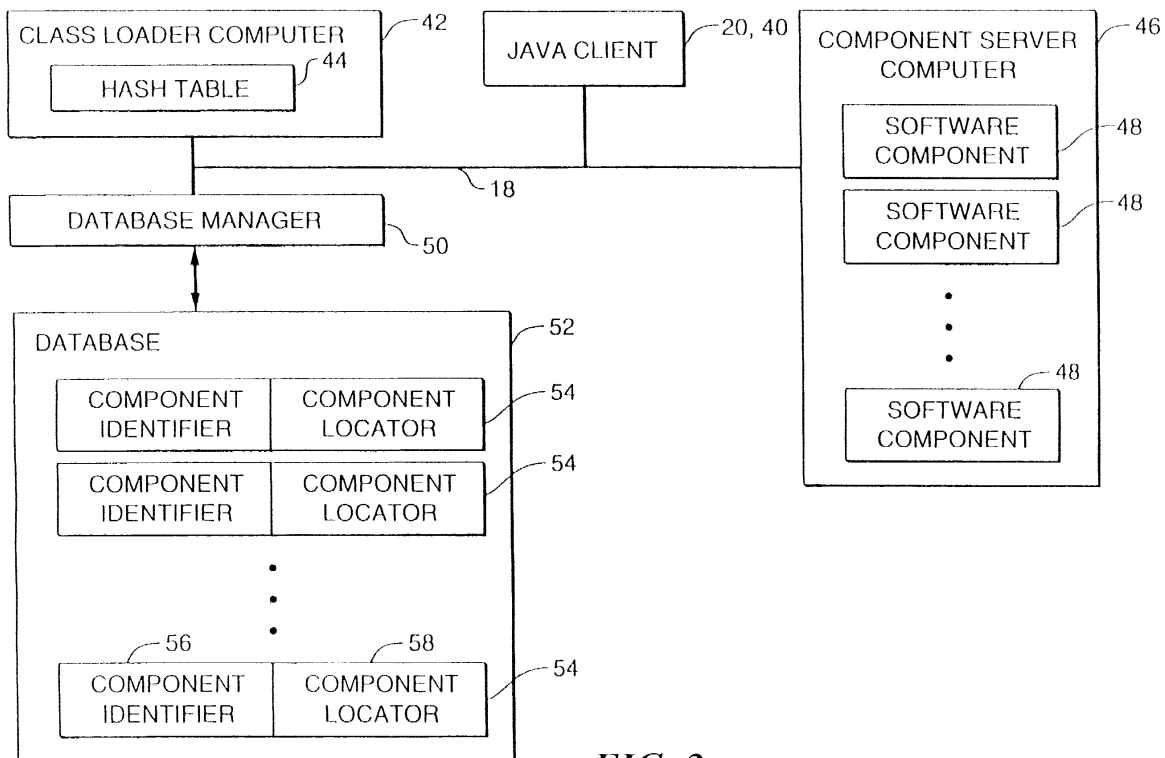 CLASS LOADER COMPUTER
42
44
HASH TABLE
JAVA CLIENT
20, 40
COMPONENT SERVER
COMPUTER
46
SOFTWARE
COMPONENT
48
SOFTWARE
COMPONENT
48
48
SOFTWARE
COMPONENT
18
DATABASE MANAGER
50
DATABASE
52
COMPONENT
IDENTIFIER
COMPONENT
LOCATOR
54
COMPONENT
IDENTIFIER
COMPONENT
LOCATOR
54
56
58
COMPONENT
IDENTIFIER
COMPONENT
LOCATOR
54